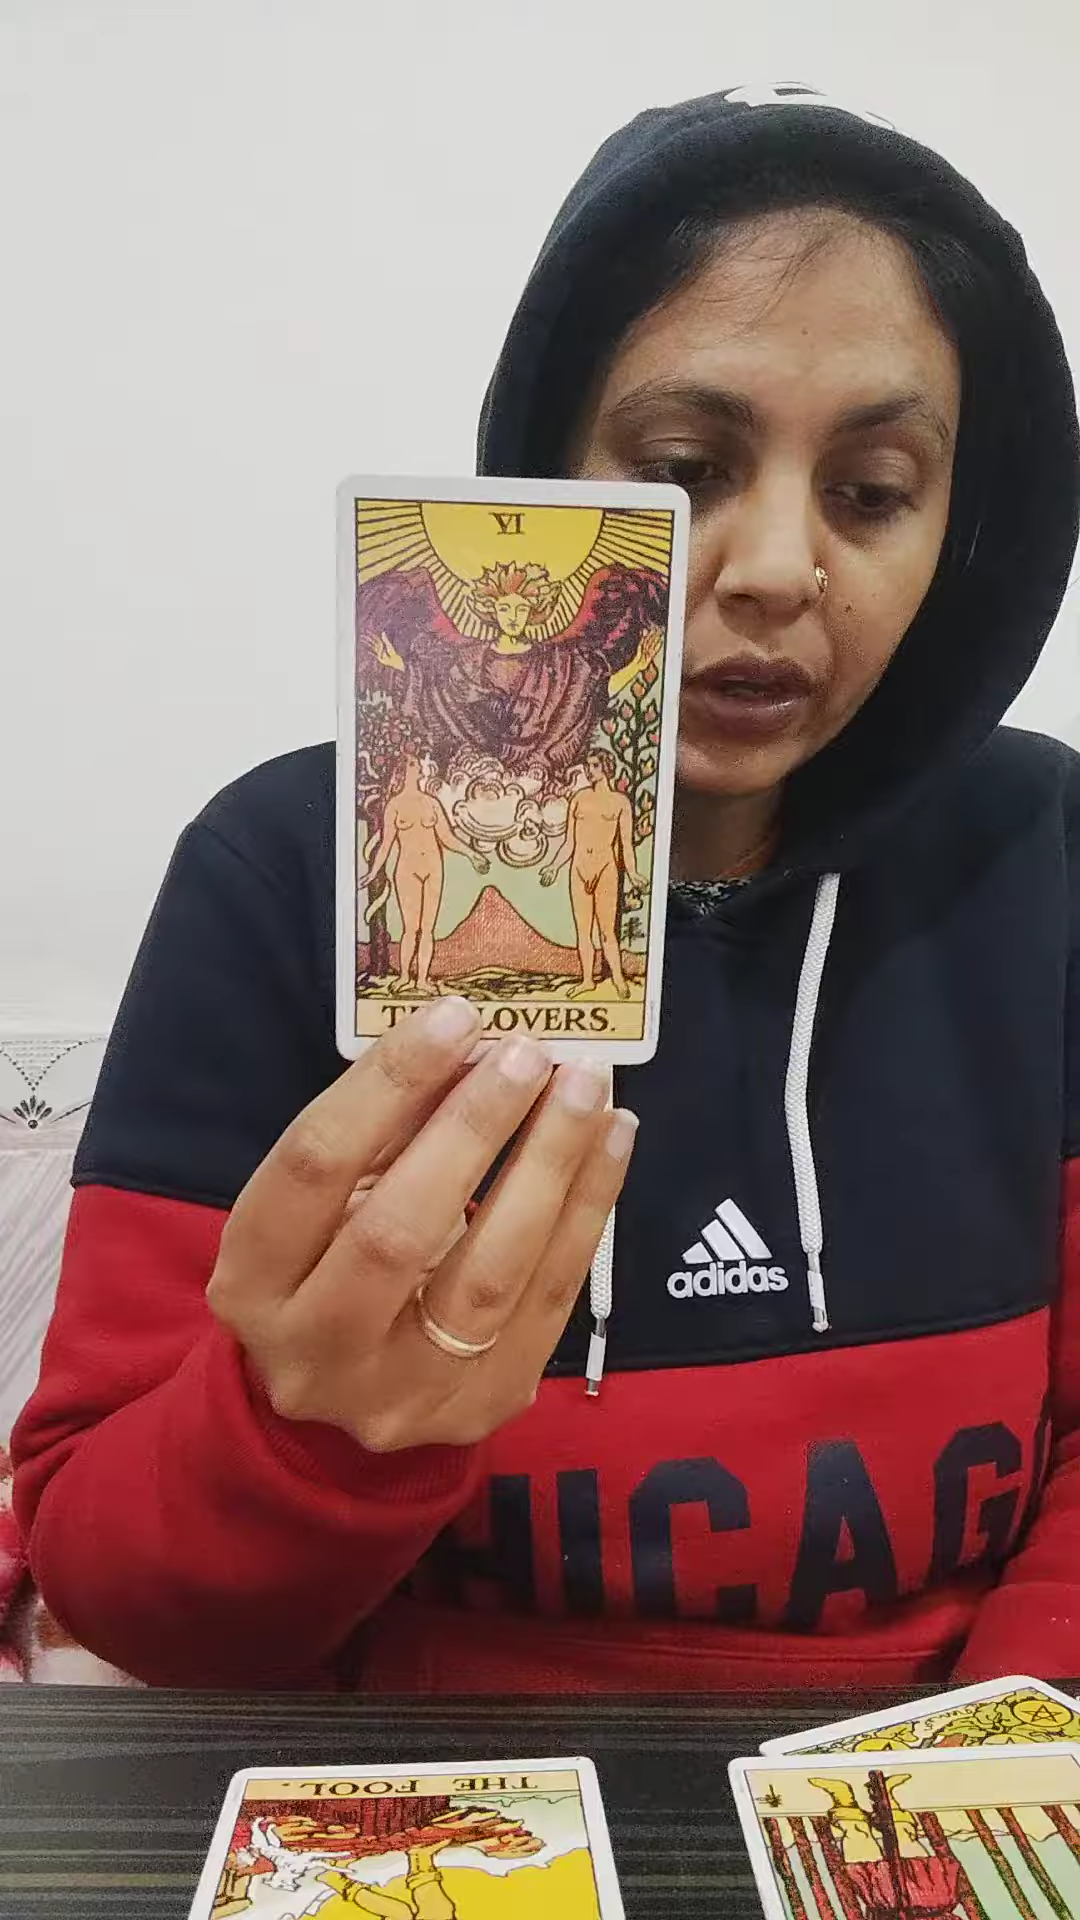 VI
THE LOVERS.
adidas
HICAG
THE FOOL.